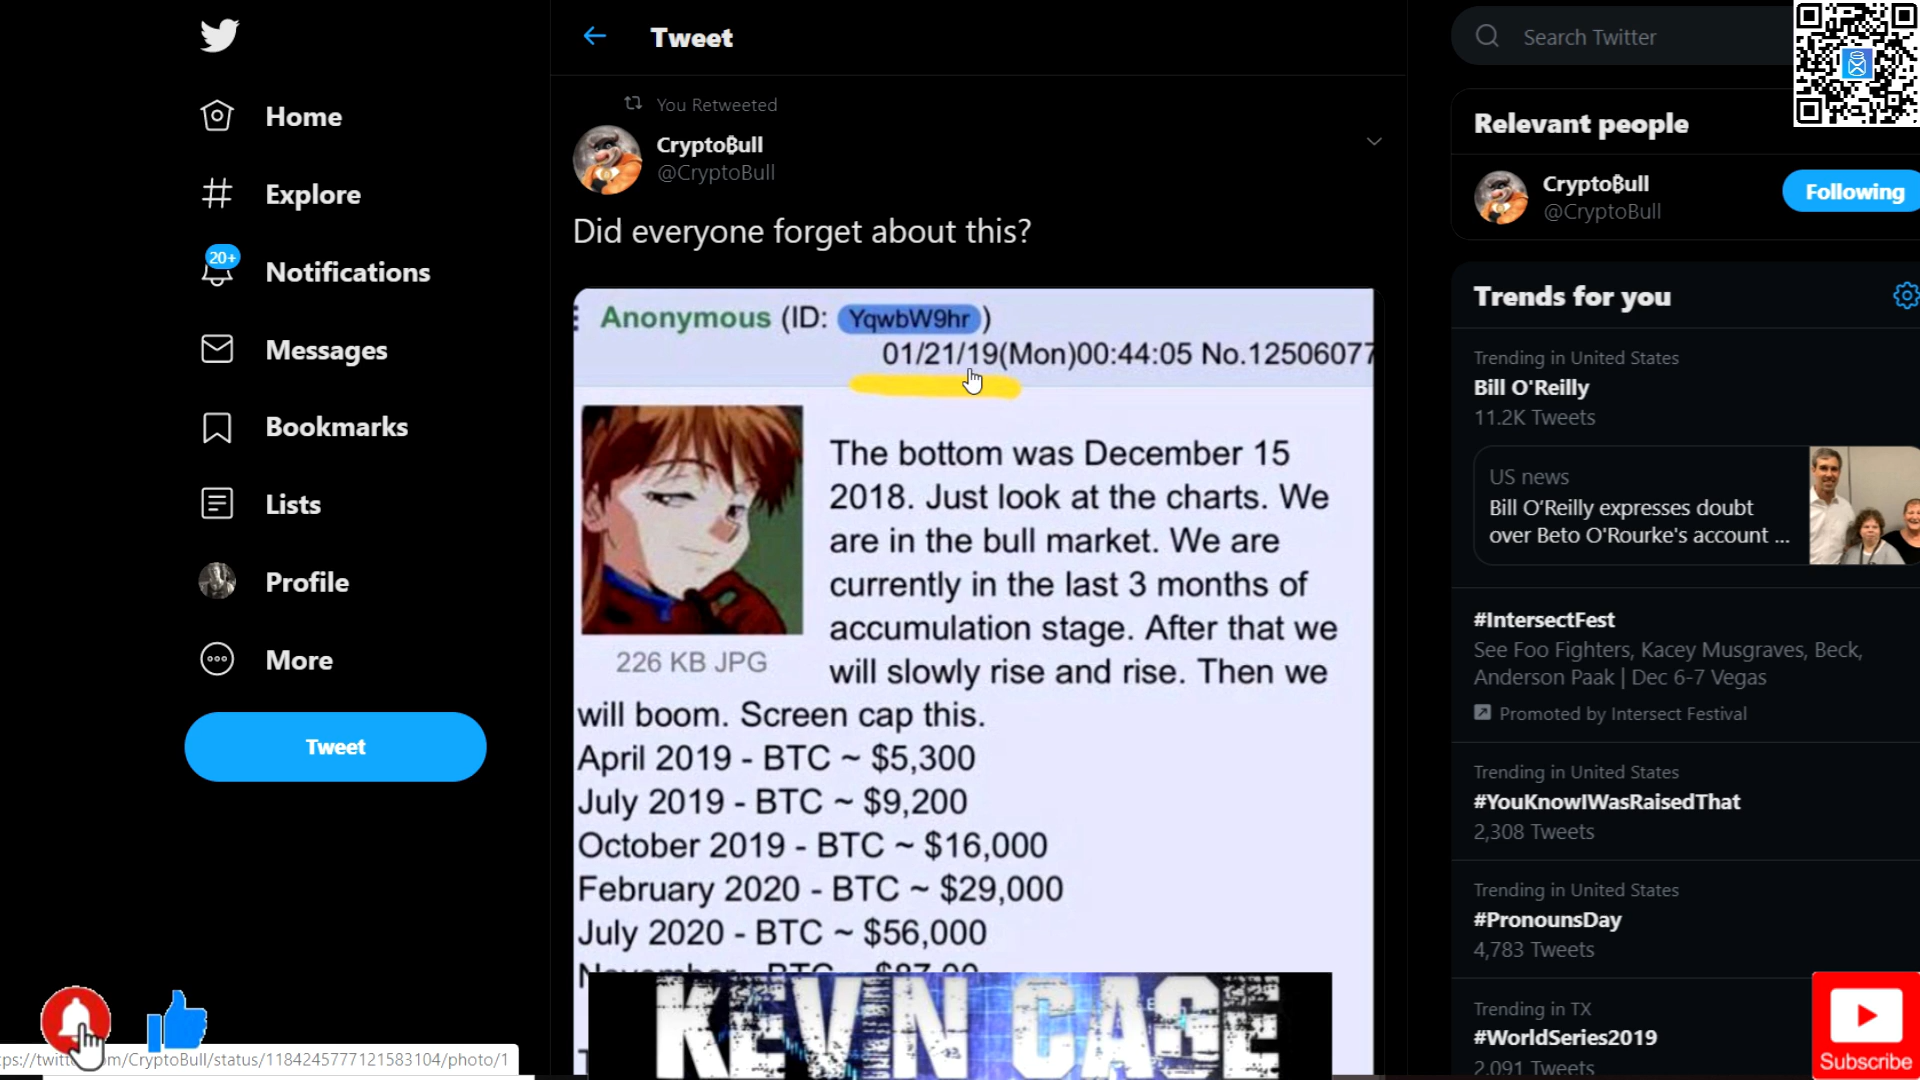 Home
Explore
20+
Notifications
Messages
Bookmarks
Lists
Profile
More
Tweet
Tweet
You Retweeted
Crypto₿ull
@CryptoBull
Did everyone forget about this?
Anonymous (ID: YqwbW9hr)
01/21/19(Mon)00:44:05 No.12506077
226 KB JPG
The bottom was December 15
2018. Just look at the charts. We
are in the bull market. We are
currently in the last 3 months of
accumulation stage. After that we
will slowly rise and rise. Then we
will boom. Screen cap this.
April 2019 - BTC ~ $5,300
July 2019 - BTC ~ $9,200
October 2019 - BTC ~ $16,000
February 2020 - BTC ~ $29,000
July 2020 - BTC ~ $56,000
KEVN CAGE
Search Twitter
Relevant people
Crypto₿ull
@CryptoBull
Following
Trends for you
Trending in United States
Bill O'Reilly
11.2K Tweets
US news
Bill O‘Reilly expresses doubt
over Beto O'Rourke's account ...
#IntersectFest
See Foo Fighters, Kacey Musgraves, Beck,
Anderson Paak | Dec 6-7 Vegas
Promoted by Intersect Festival
Trending in United States
#YouKnowIWasRaisedThat
2,308 Tweets
Trending in United States
#PronounsDay
4,783 Tweets
Trending in TX
#WorldSeries2019
2,091 Tweets
Subscribe
/CryptoBull/status/1184245777121583104/photo/1